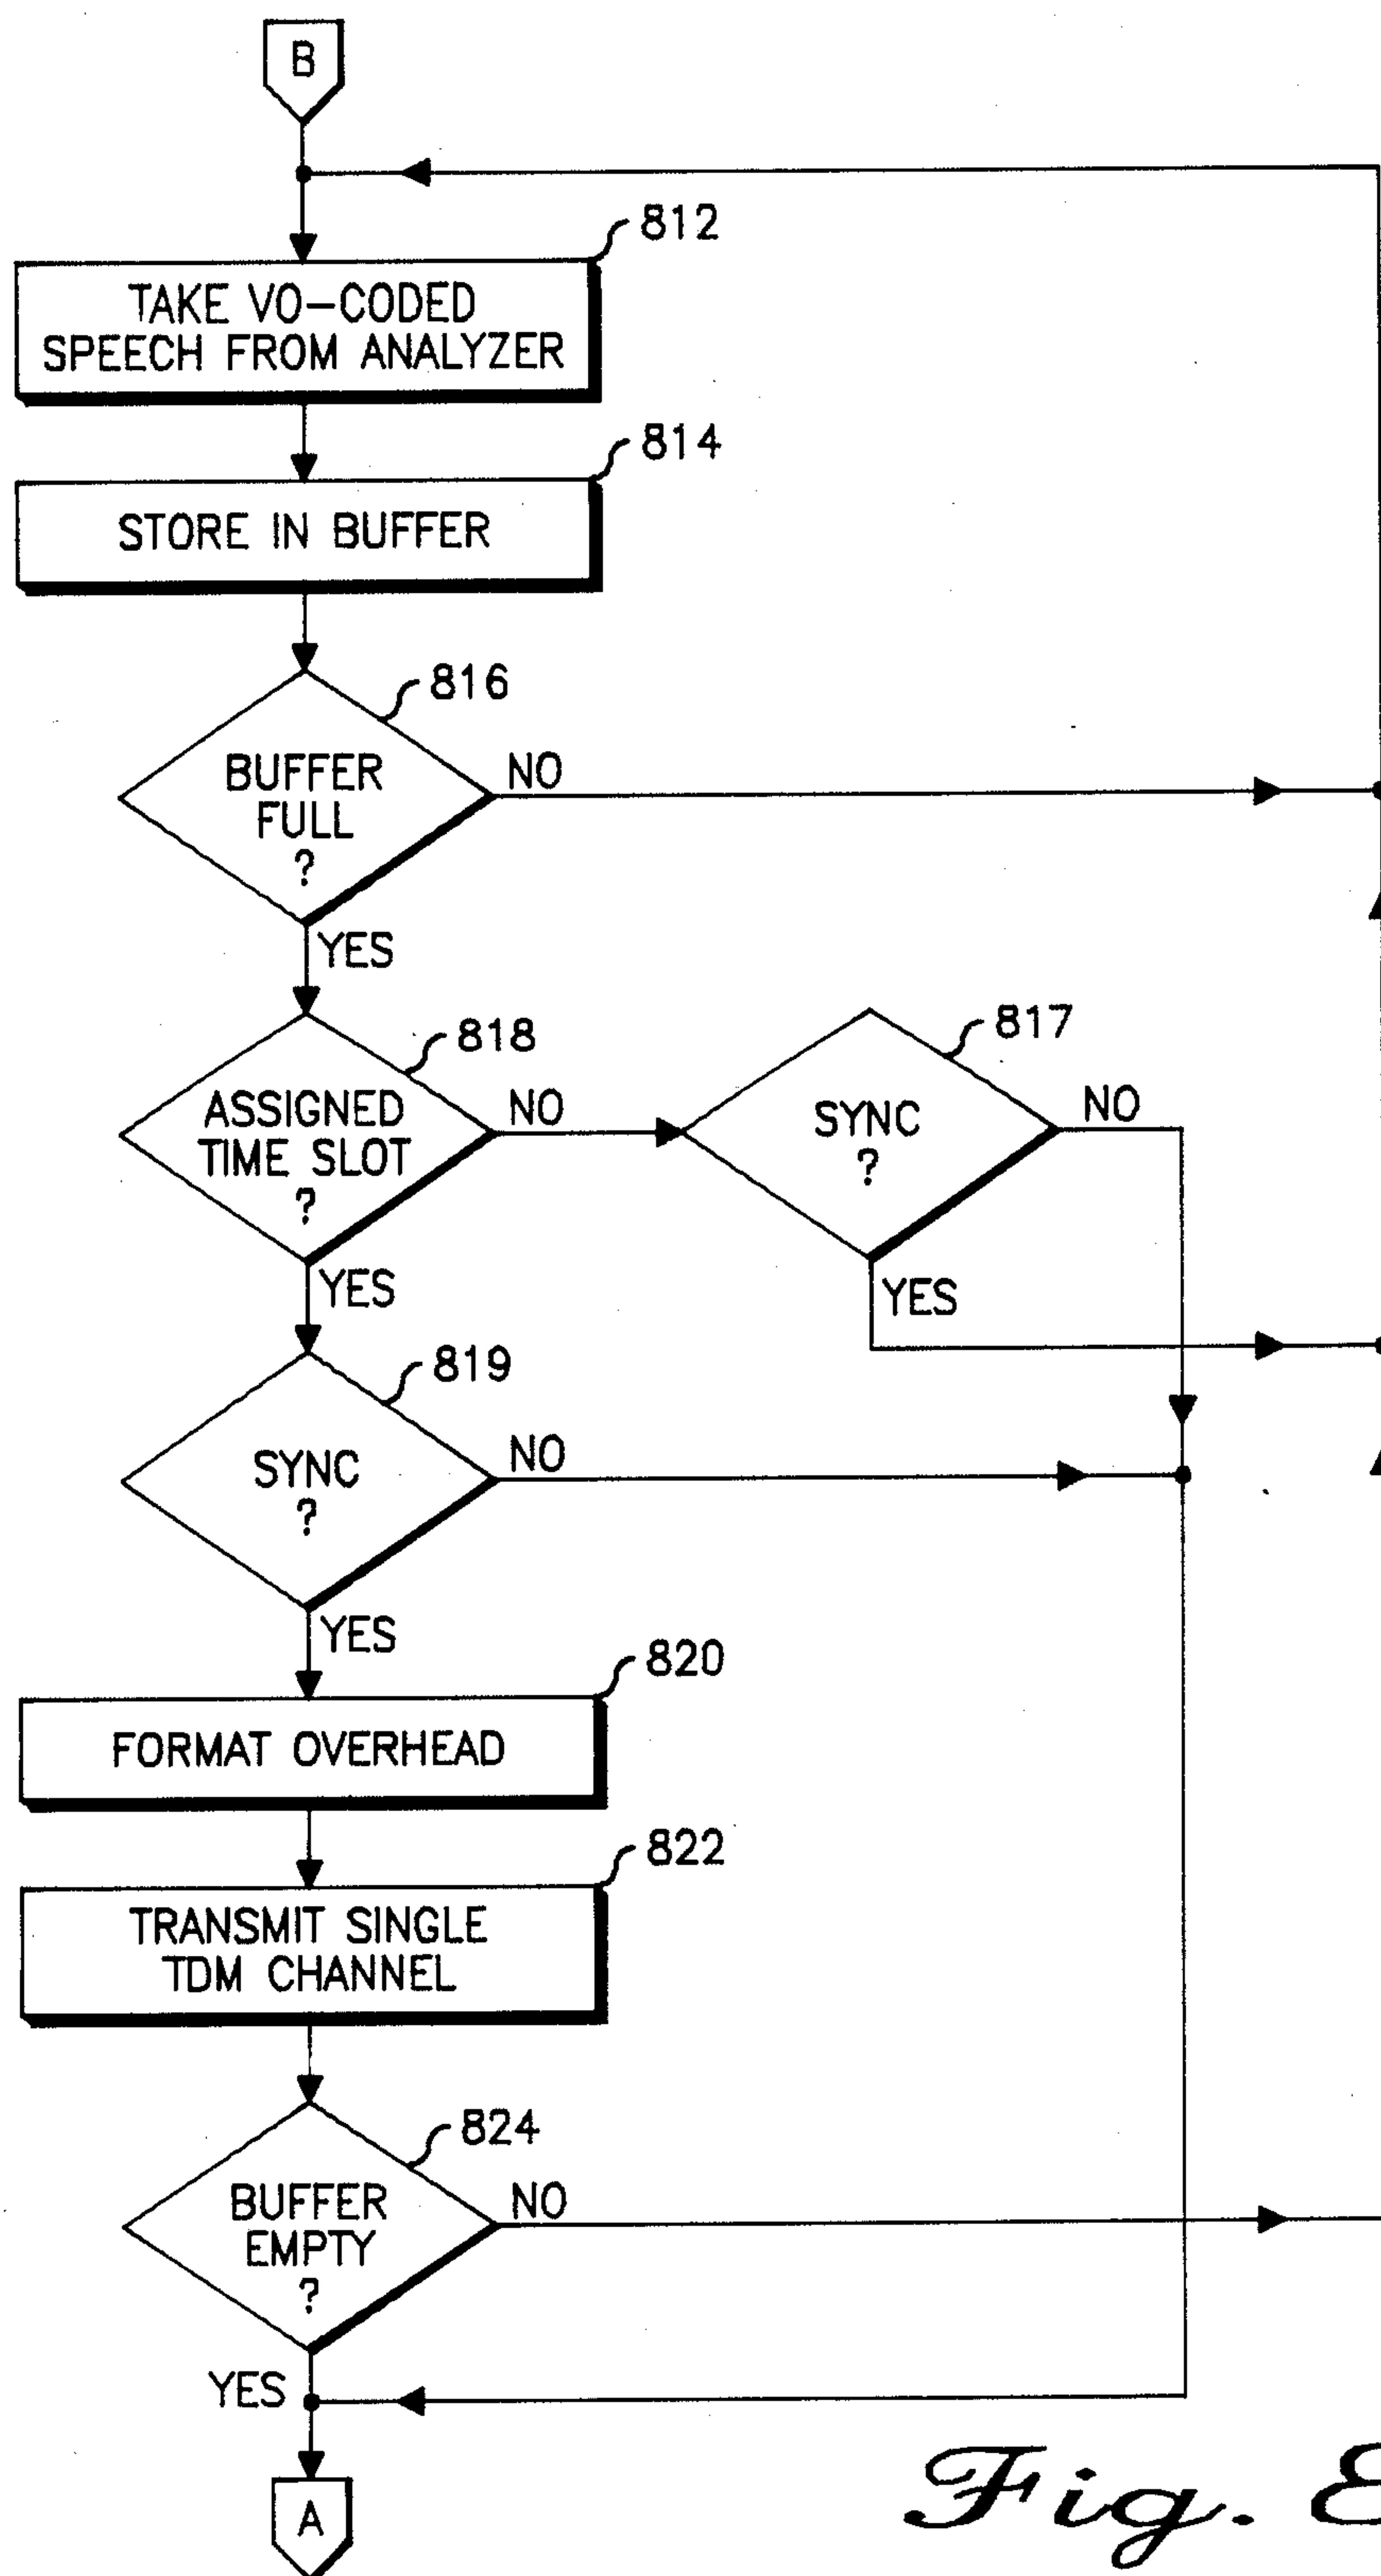 B
812
TAKE VO-CODED
SPEECH FROM ANALYZER
814
STORE IN BUFFER
816
BUFFER
FULL
?
NO
YES
818
ASSIGNED
TIME SLOT
?
NO
YES
817
SYNC
?
NO
YES
819
SYNC
?
NO
YES
820
FORMAT OVERHEAD
822
TRANSMIT SINGLE
TDM CHANNEL
824
BUFFER
EMPTY
?
NO
YES
A
Fig.